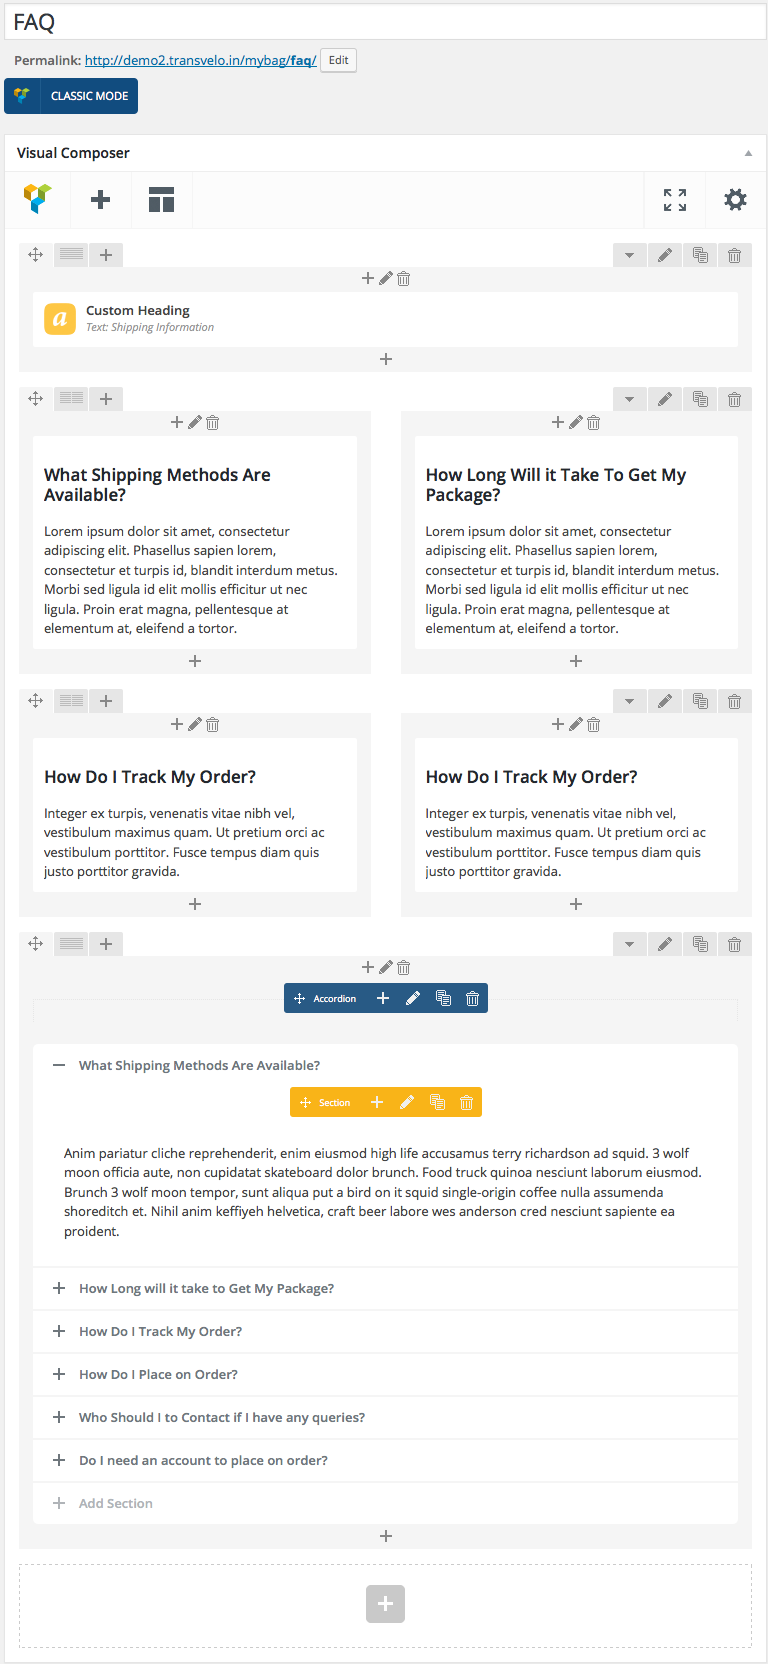 FAQ
Permalink: http://demo2.transvelo.in/mybag/faq/ Edit
CLASSIC MODE
Visual Composer
a Custom Heading
Text: Shipping Information
What Shipping Methods Are
Available?
Lorem ipsum dolor sit amet, consectetur
adipiscing elit. Phasellus sapien lorem,
consectetur et turpis id, blandit interdum metus.
Morbi sed ligula id elit mollis efficitur ut nec
ligula. Proin erat magna, pellentesque at
elementum at, eleifend a tortor.
How Long Will it Take To Get My
Package?
Lorem ipsum dolor sit amet, consectetur
adipiscing elit. Phasellus sapien lorem,
consectetur et turpis id, blandit interdum metus.
Morbi sed ligula id elit mollis efficitur ut nec
ligula. Proin erat magna, pellentesque at
elementum at, eleifend a tortor.
How Do I Track My Order?
Integer ex turpis, venenatis vitae nibh vel,
vestibulum maximus quam. Ut pretium orci ac
vestibulum porttitor. Fusce tempus diam quis
justo porttitor gravida.
How Do I Track My Order?
Integer ex turpis, venenatis vitae nibh vel,
vestibulum maximus quam. Ut pretium orci ac
vestibulum porttitor. Fusce tempus diam quis
justo porttitor gravida.
Accordion
What Shipping Methods Are Available?
Section
Anim pariatur cliche reprehenderit, enim eiusmod high life accusamus terry richardson ad squid. 3 wolf
moon officia aute, non cupidatat skateboard dolor brunch. Food truck quinoa nesciunt laborum eiusmod.
Brunch 3 wolf moon tempor, sunt aliqua put a bird on it squid single-origin coffee nulla assumenda
shoreditch et. Nihil anim keffiyeh helvetica, craft beer labore wes anderson cred nesciunt sapiente ea
proident.
How Long will it take to Get My Package?
How Do I Track My Order?
How Do I Place on Order?
Who Should I to Contact if I have any queries?
Do I need an account to place on order?
Add Section